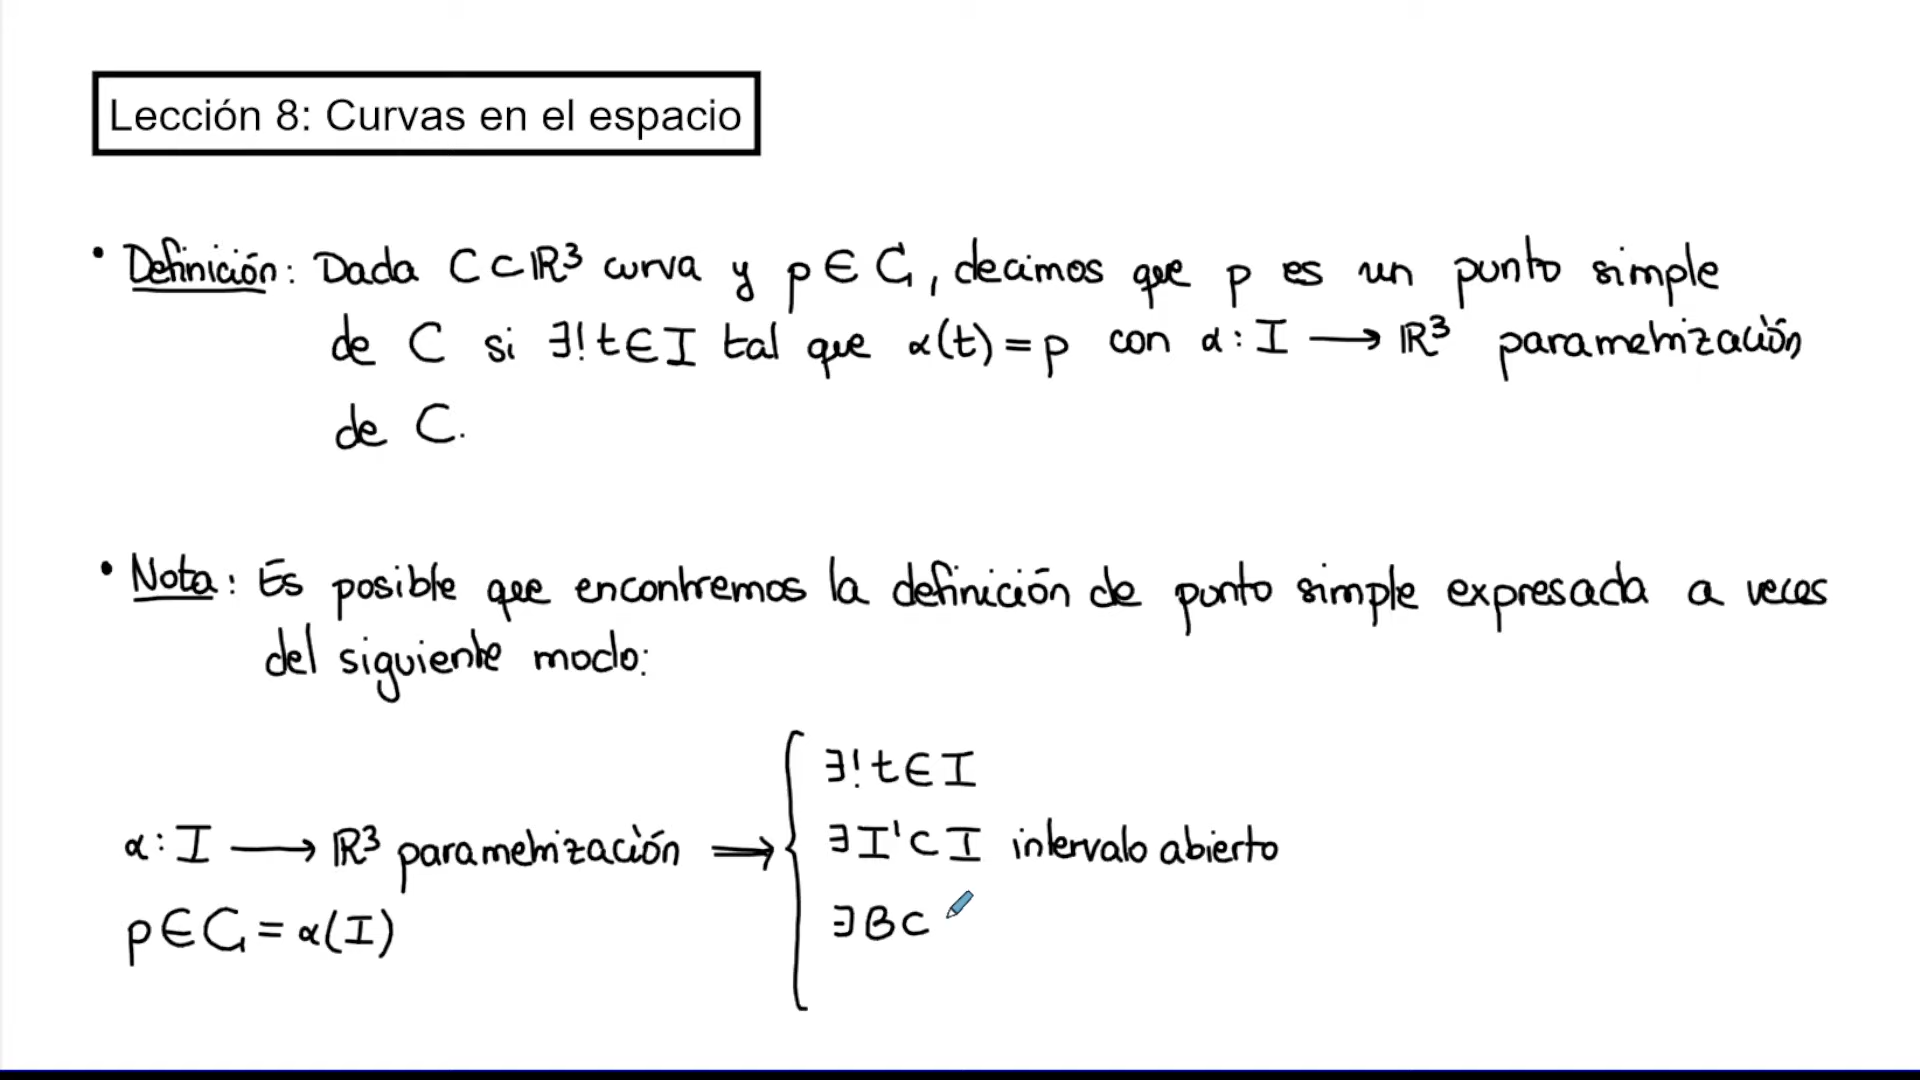 Lección 8: Curvas en el espacio
• Definición: Dada C ⊂ ℝ³ curva y p ∈ C, decimos que p es un punto simple
de C si ∃! t ∈ I tal que α(t) = p con α: I ⟶ ℝ³ parametrización
de C.
• Nota: Es posible que encontremos la definición de punto simple expresada a veces
del siguiente modo:
∃! t ∈ I
α: I ⟶ ℝ³ parametrización ⟹ { ∃ I' ⊂ I intervalo abierto
p ∈ C = α(I) ∃ B ⊂